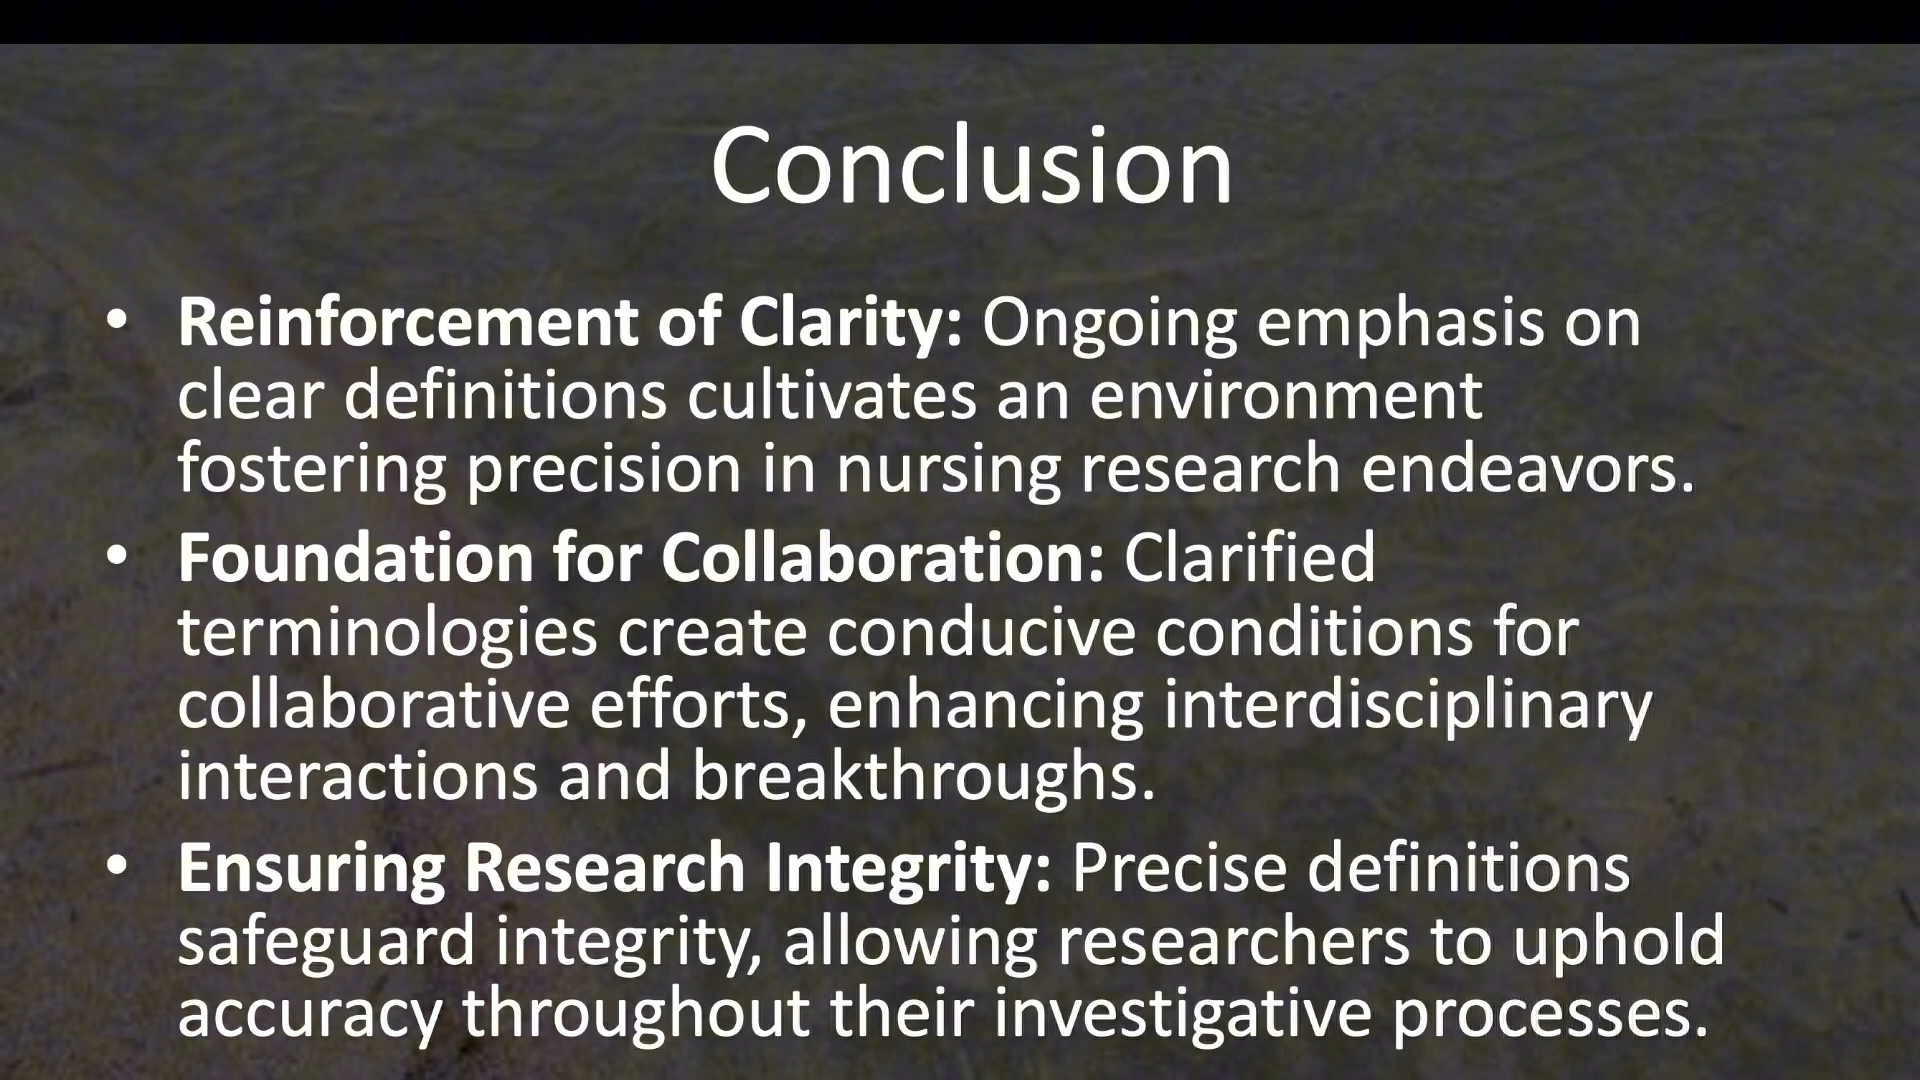 Conclusion
• Reinforcement of Clarity: Ongoing emphasis on
clear definitions cultivates an environment
fostering precision in nursing research endeavors.
• Foundation for Collaboration: Clarified
terminologies create conducive conditions for
collaborative efforts, enhancing interdisciplinary
interactions and breakthroughs.
• Ensuring Research Integrity: Precise definitions
safeguard integrity, allowing researchers to uphold
accuracy throughout their investigative processes.